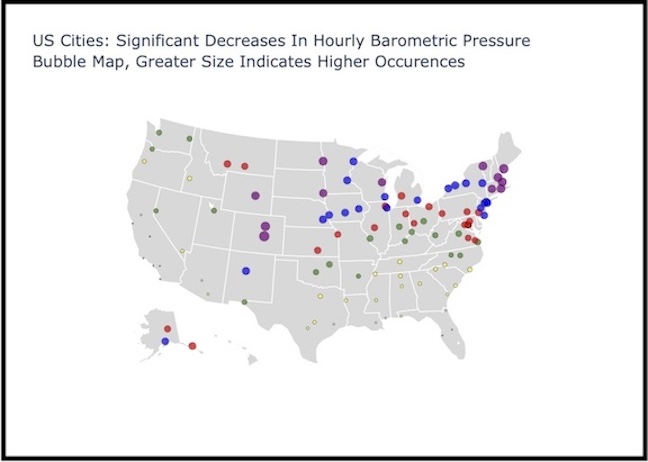 US Cities: Significant Decreases In Hourly Barometric Pressure
Bubble Map, Greater Size Indicates Higher Occurences